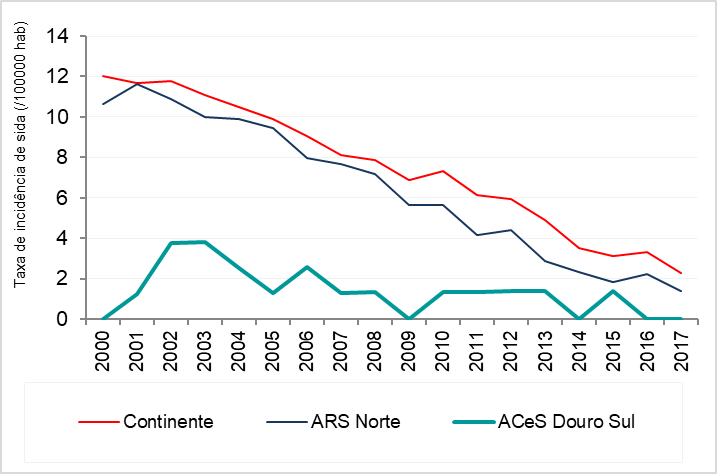 Taxa de incidência de sida (/100000 hab)
14
12
10
8
6
4
2
0
2000 2001 2002 2003 2004 2005 2006 2007 2008 2009 2010 2011 2012 2013 2014 2015 2016 2017
Continente ARS Norte ACeS Douro Sul